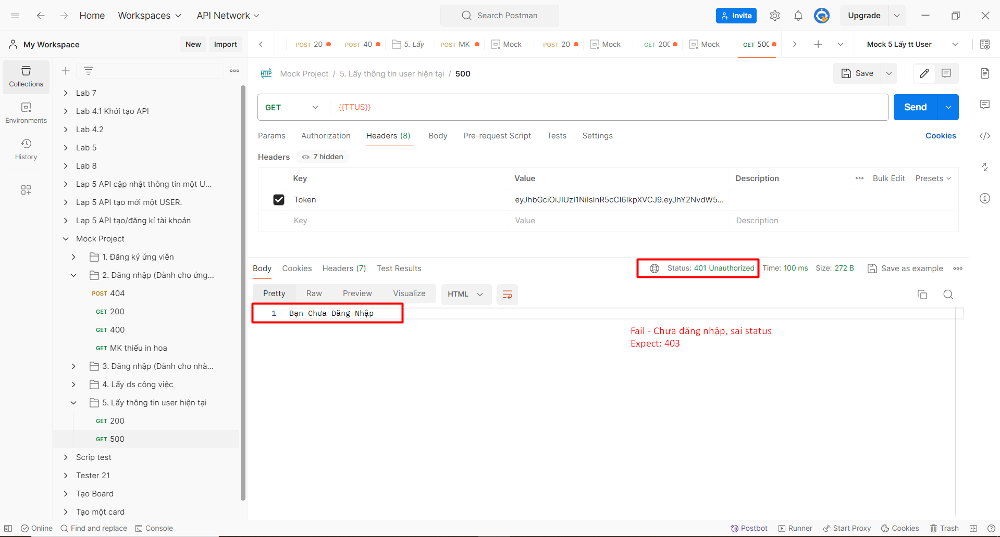 Home Workspaces API Network Search Postman Invite Upgrade
My Workspace New Import POST 20 POST 40 5. Lấy POST MK Mock POST 20 Mock GET 200 Mock GET 500 Mock 5 Lấy tt User
Collections
Environments
History
Lab 7
Lab 4.1 Khởi tạo API
Lab 4.2
Lab 5
Lab 8
Lap 5 API cập nhật thông tin một U...
Lap 5 API tạo mới một USER.
Lap 5 API tạo/đăng kí tài khoản
Mock Project
1. Đăng ký ứng viên
2. Đăng nhập (Dành cho ứng...
POST 404
GET 200
GET 400
GET MK thiếu in hoa
3. Đăng nhập (Dành cho nhà...
4. Lấy ds công việc
5. Lấy thông tin user hiện tại
GET 200
GET 500
Scrip test
Tester 21
Tạo Board
Tạo một card
HTTP Mock Project / 5. Lấy thông tin user hiện tại / 500 Save
GET {{TTUS}} Send
Params Authorization Headers (8) Body Pre-request Script Tests Settings Cookies
Headers 7 hidden
Key Value Description Bulk Edit Presets
Token eyJhbGciOiJIUzI1NiIsInR5cCI6IkpXVCJ9.eyJhY2NvdW5...
Key Value Description
Body Cookies Headers (7) Test Results Status: 401 Unauthorized Time: 100 ms Size: 272 B Save as example
Pretty Raw Preview Visualize HTML
1 Bạn Chưa Đăng Nhập
Fail - Chưa đăng nhập, sai status
Expect: 403
Online Find and replace Console Postbot Runner Start Proxy Cookies Trash